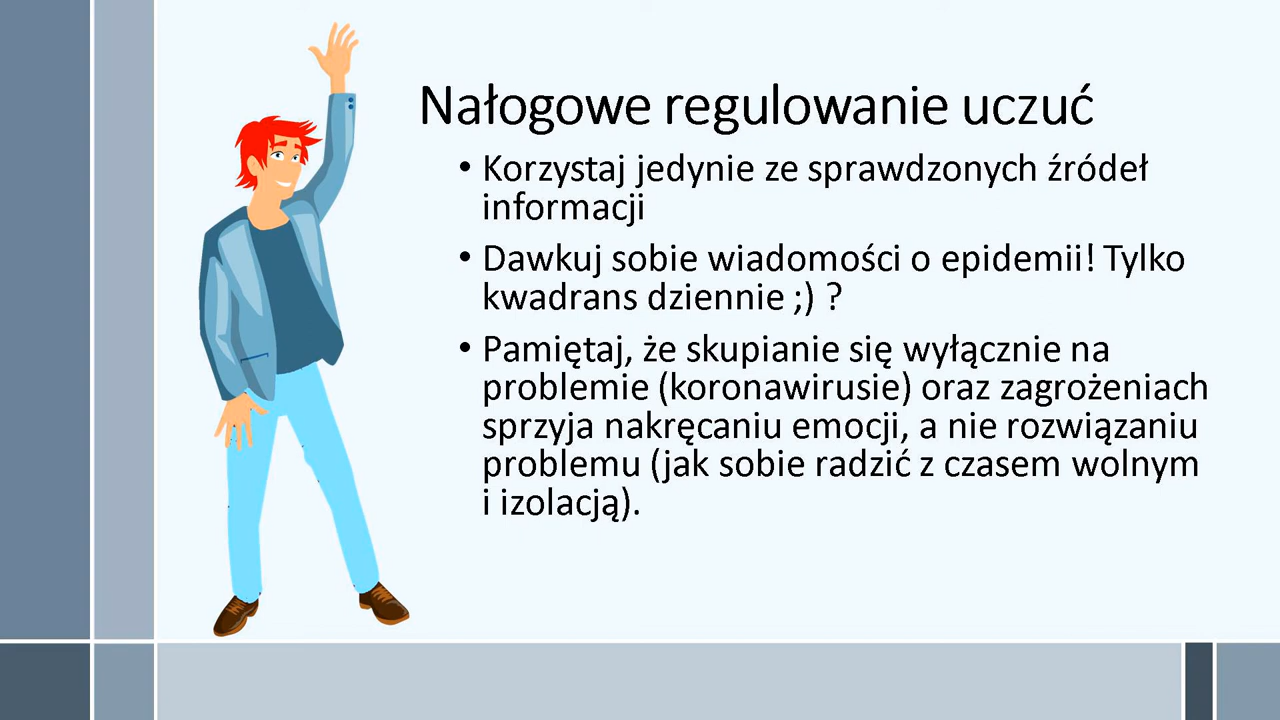 Nałogowe regulowanie uczuć
• Korzystaj jedynie ze sprawdzonych źródeł
informacji
• Dawkuj sobie wiadomości o epidemii! Tylko
kwadrans dziennie ;) ?
• Pamiętaj, że skupianie się wyłącznie na
problemie (koronawirusie) oraz zagrożeniach
sprzyja nakręcaniu emocji, a nie rozwiązaniu
problemu (jak sobie radzić z czasem wolnym
i izolacją).